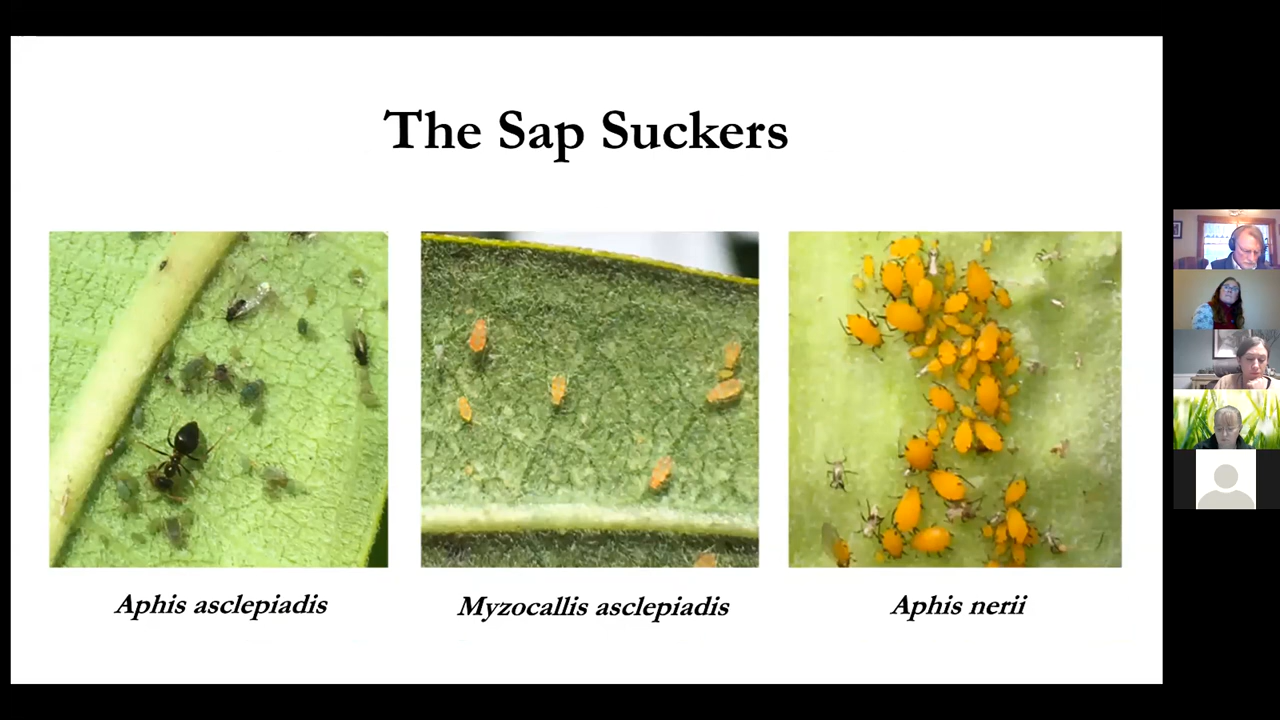 The Sap Suckers
Aphis asclepiadis
Myzocallis asclepiadis
Aphis nerii